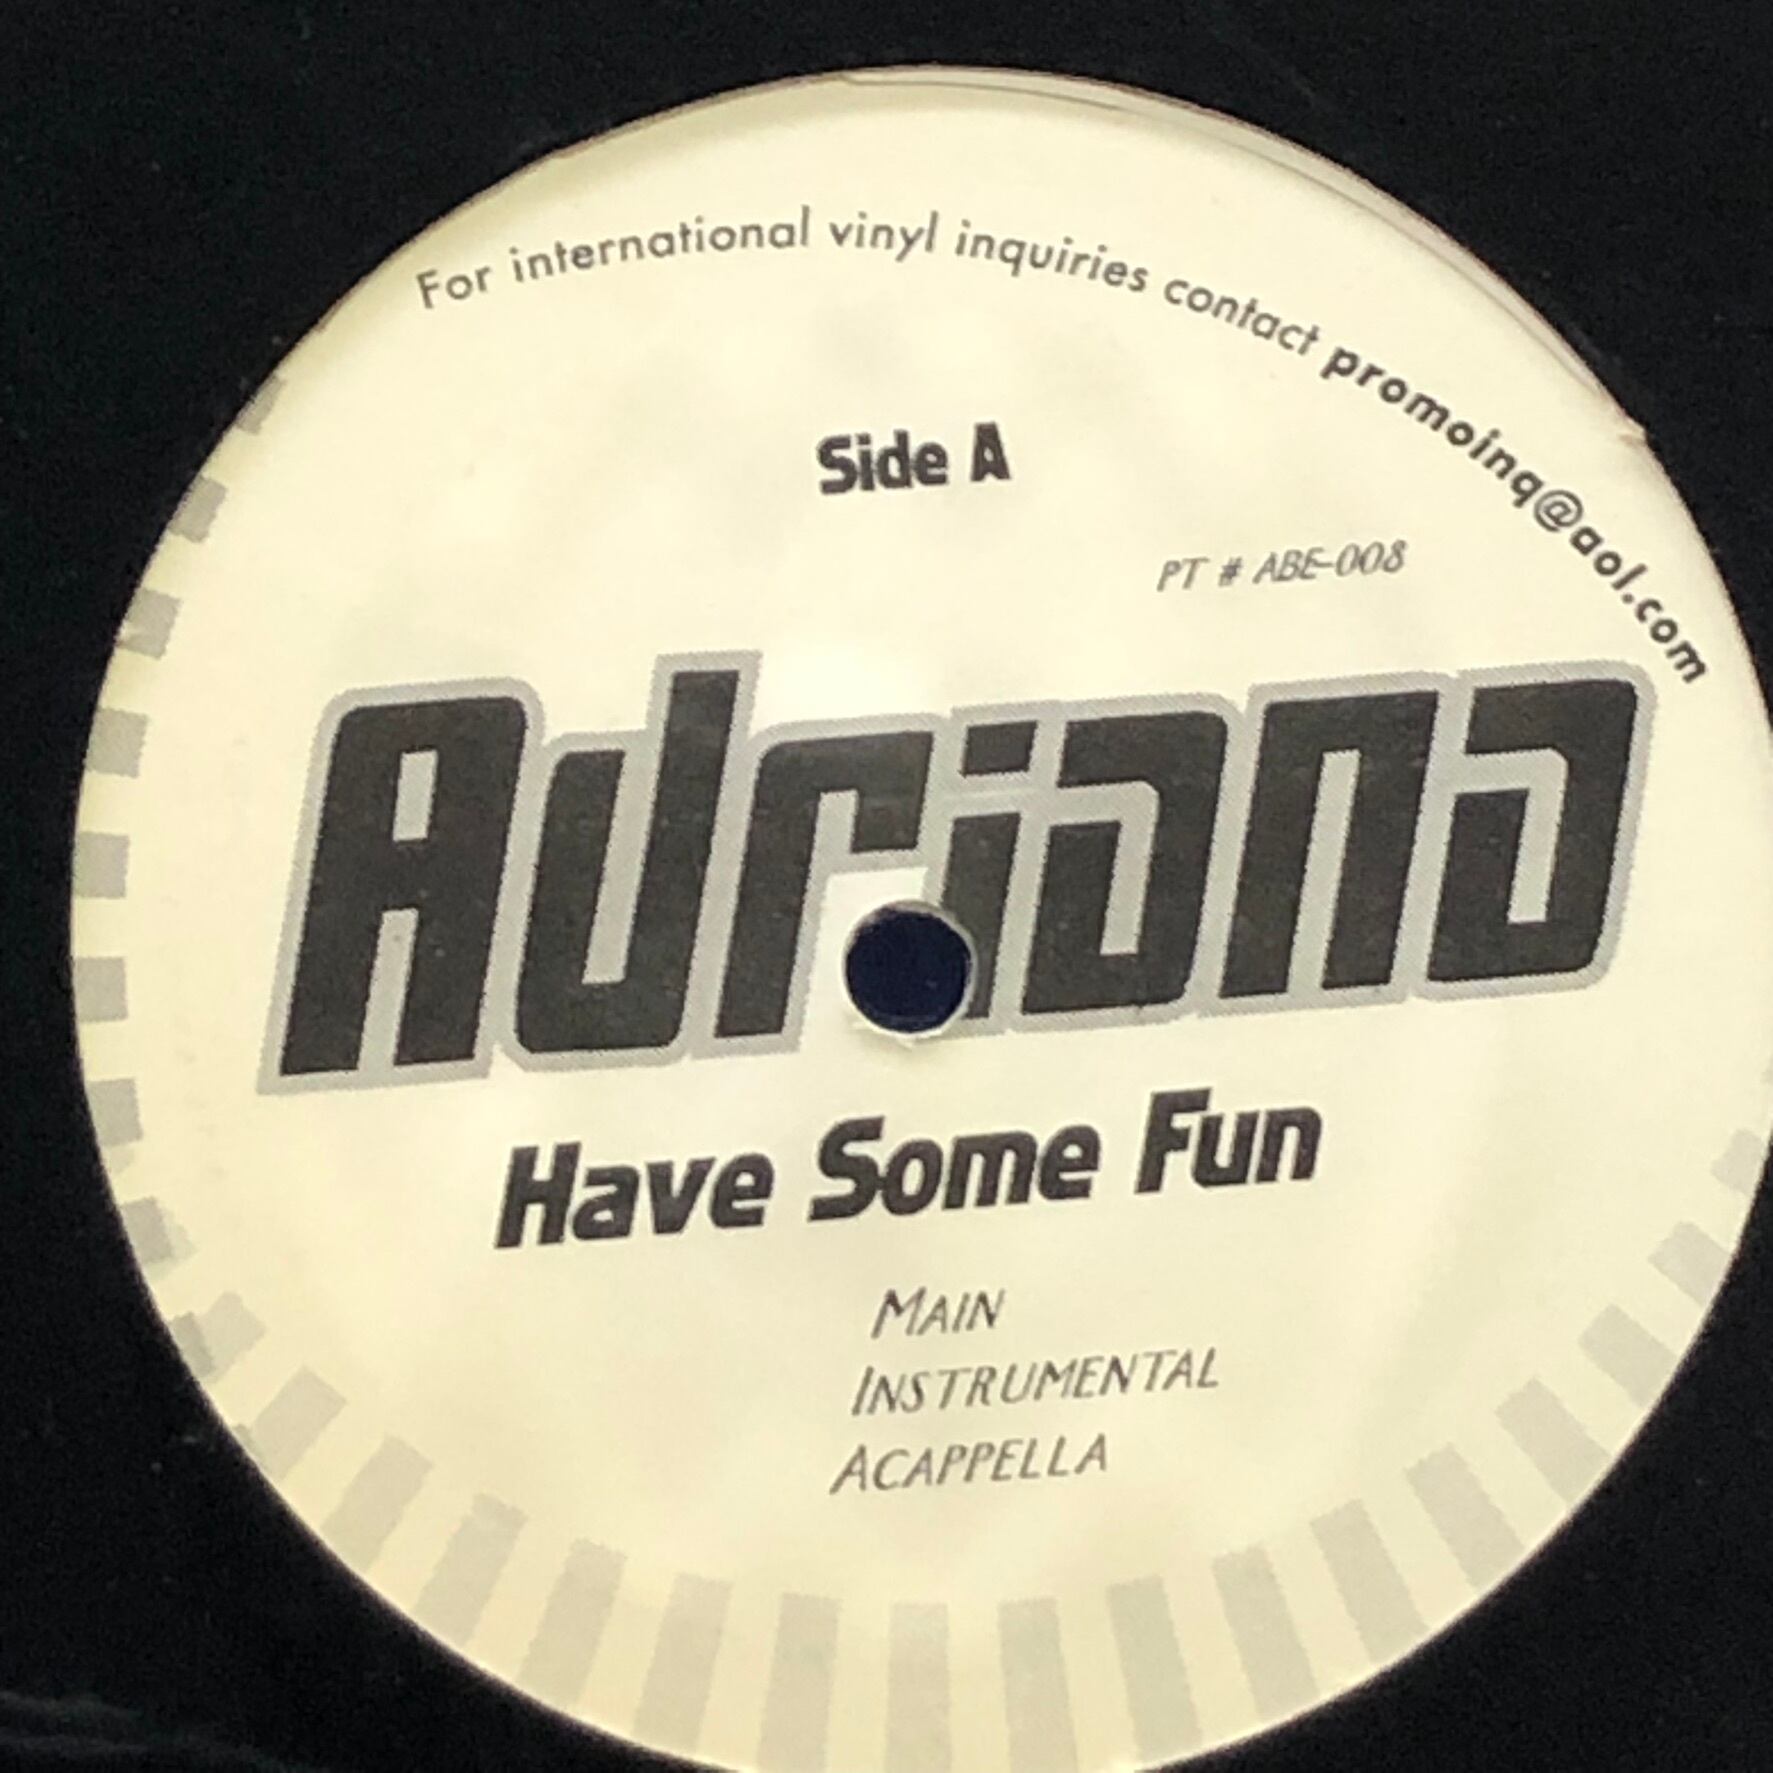 For international vinyl inquiries contact promoinq@aol.com
Side A
PT # ABE-008
Adriana
Have Some Fun
MAIN
INSTRUMENTAL
ACAPPELLA